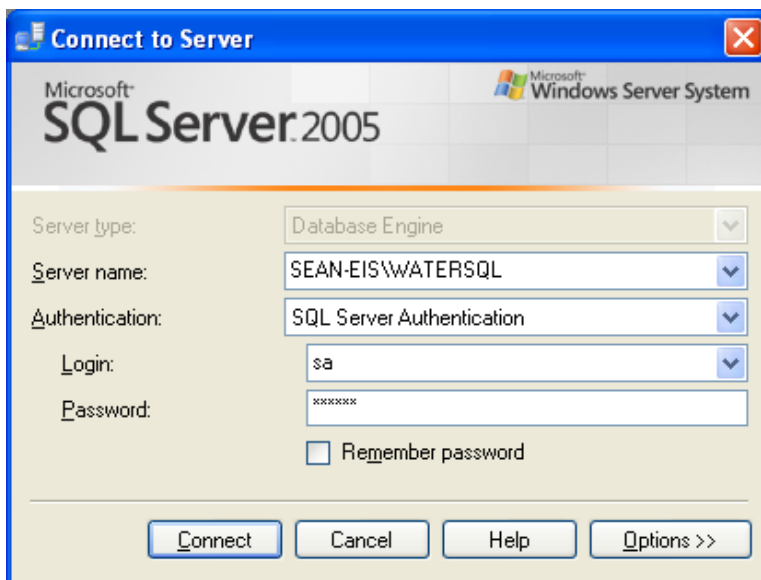 Connect to Server
Microsoft
SQL Server 2005
Microsoft
Windows Server System
Server type: Database Engine
Server name: SEAN-EIS\WATERSQL
Authentication: SQL Server Authentication
Login: sa
Password: ******
Remember password
Connect Cancel Help Options >>